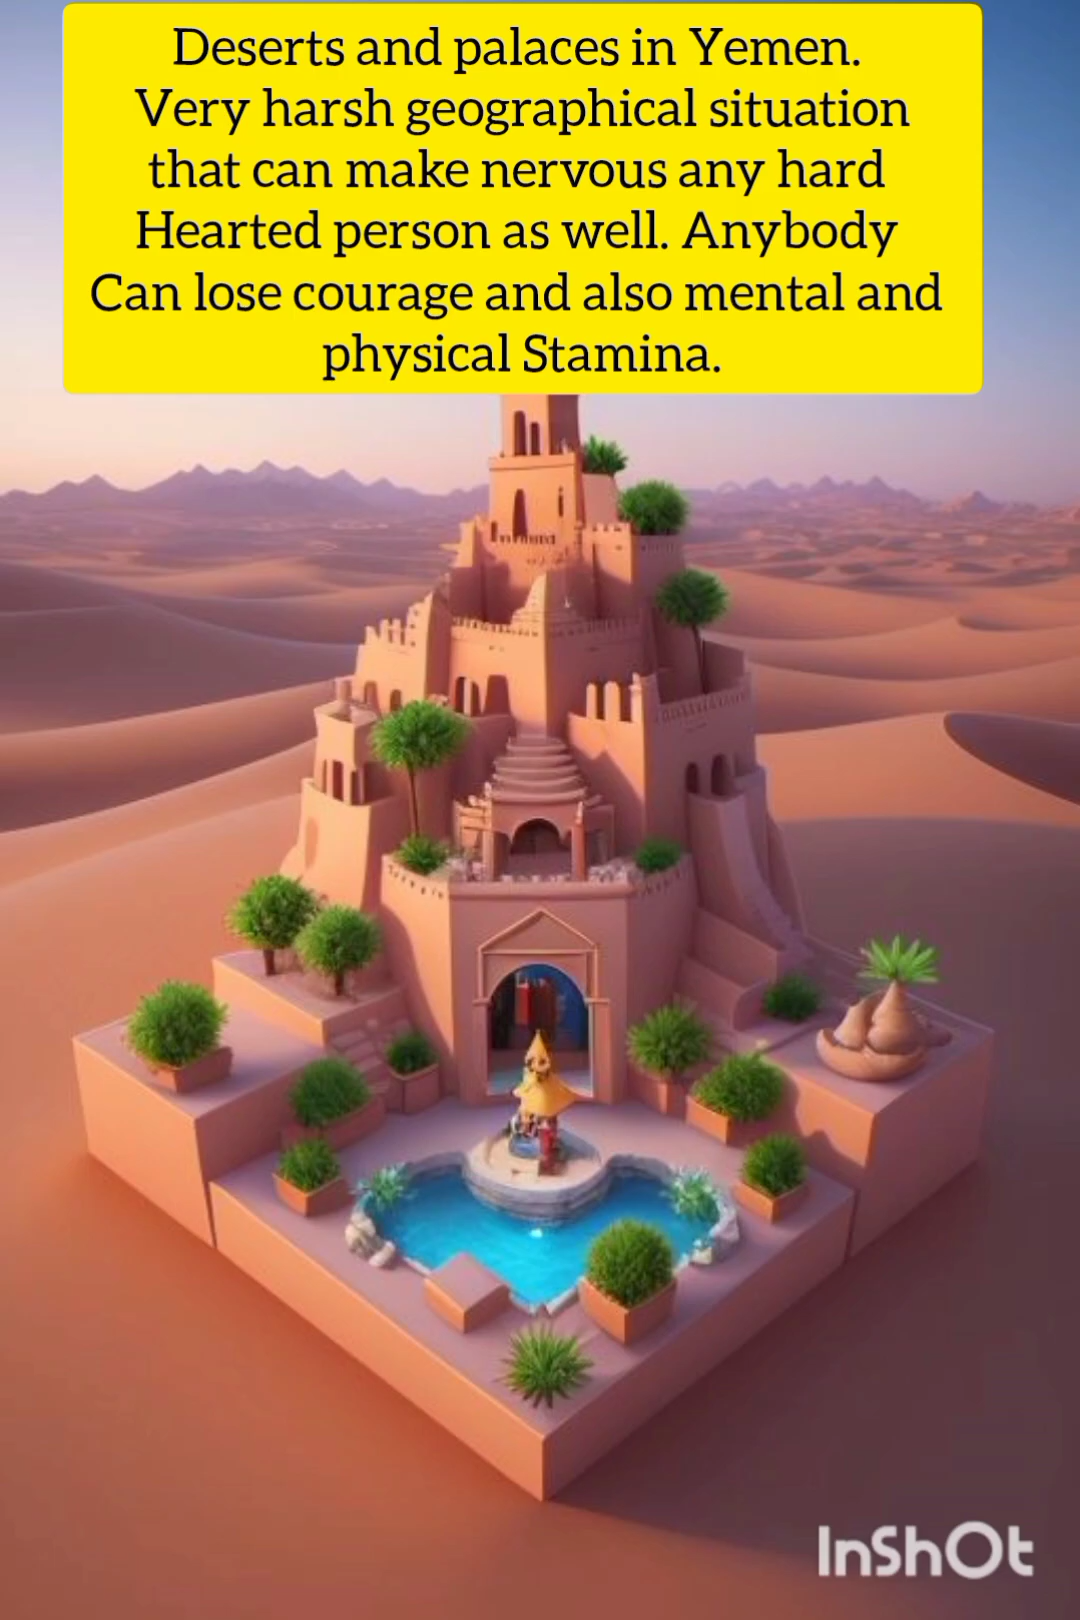 Deserts and palaces in Yemen.
Very harsh geographical situation
that can make nervous any hard
Hearted person as well. Anybody
Can lose courage and also mental and
physical Stamina.
InShOt